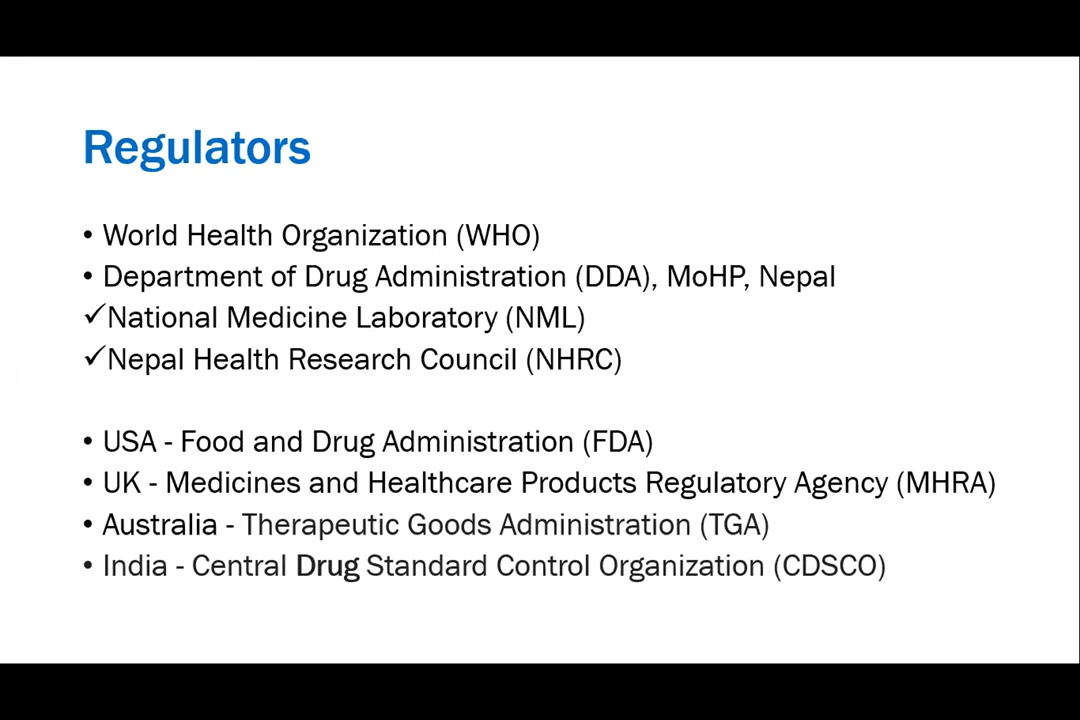 Regulators
• World Health Organization (WHO)
• Department of Drug Administration (DDA), MoHP, Nepal
✓National Medicine Laboratory (NML)
✓Nepal Health Research Council (NHRC)
• USA - Food and Drug Administration (FDA)
• UK - Medicines and Healthcare Products Regulatory Agency (MHRA)
• Australia - Therapeutic Goods Administration (TGA)
• India - Central Drug Standard Control Organization (CDSCO)